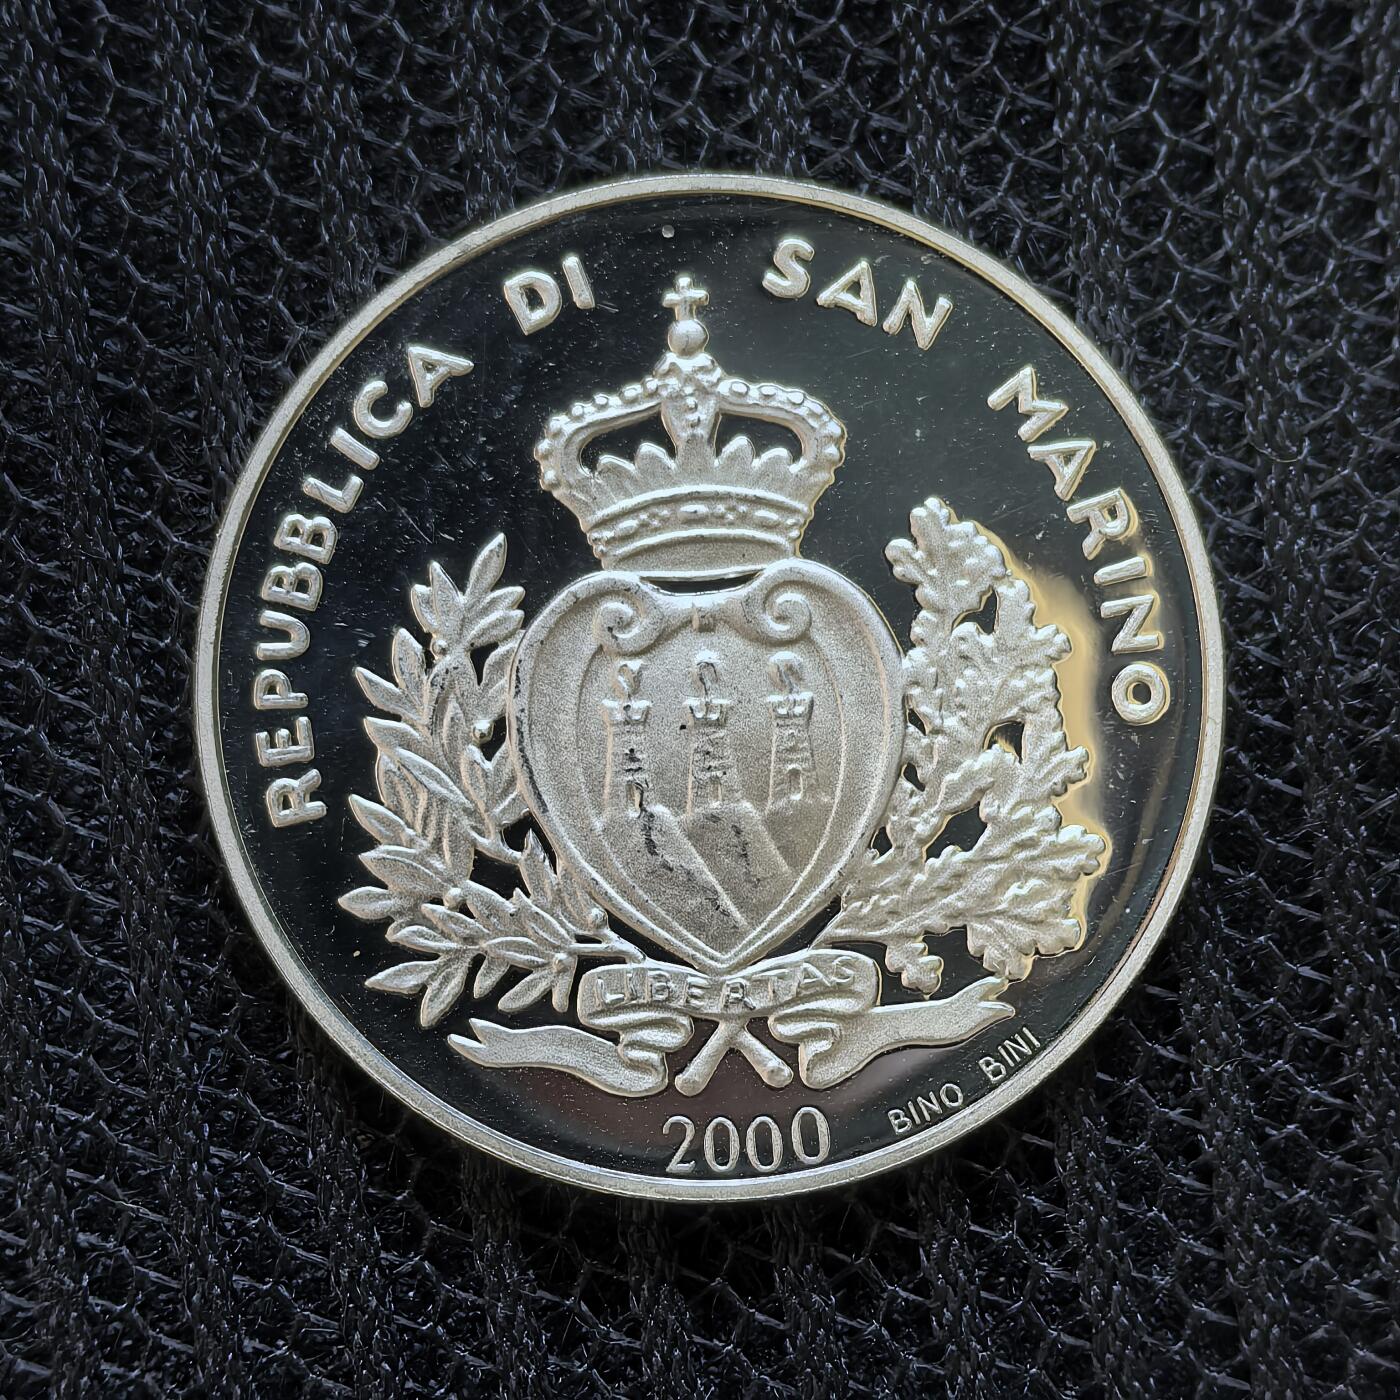 REPUBBLICA DI SAN MARINO
LIBERTAS
2000
BINO BINI